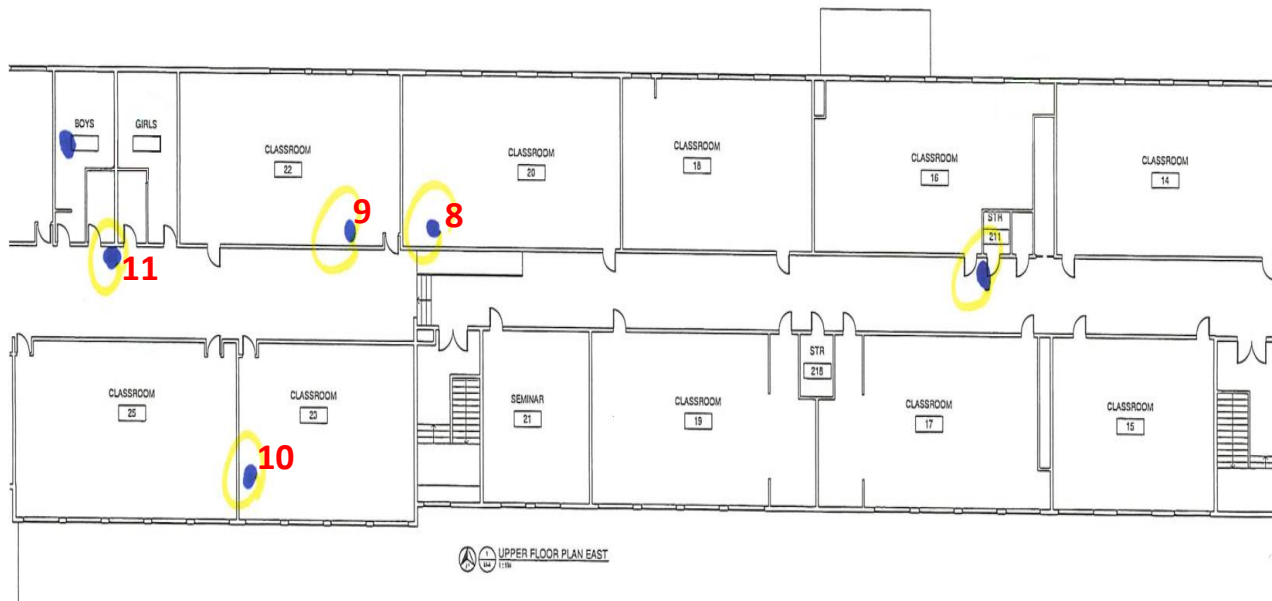 BOYS
GIRLS
CLASSROOM
22
CLASSROOM
20
CLASSROOM
18
CLASSROOM
16
CLASSROOM
14
STR
211
9
8
11
CLASSROOM
25
CLASSROOM
23
SEMINAR
21
CLASSROOM
19
STR
218
CLASSROOM
17
CLASSROOM
15
10
1
UPPER FLOOR PLAN EAST